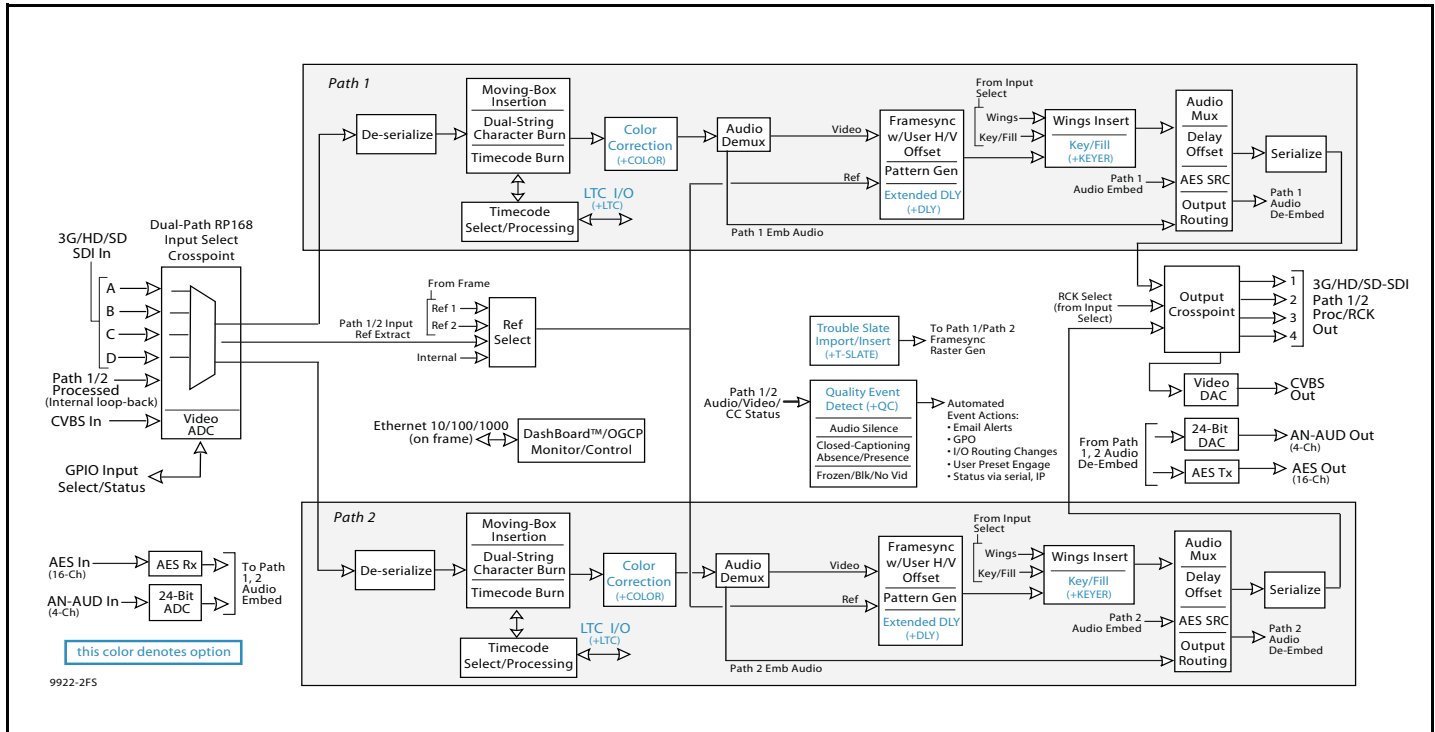 Path 1
De-serialize
Moving-Box
Insertion
Dual-String
Character Burn
Timecode Burn
Timecode
Select/Processing
LTC I/O
(+LTC)
Color
Correction
(+COLOR)
Audio
Demux
Video
Ref
Path 1 Emb Audio
Framesync
w/User H/V
Offset
Pattern Gen
Extended DLY
(+DLY)
From Input
Select
Wings
Key/Fill
Wings Insert
Key/Fill
(+KEYER)
Path 1
Audio Embed
Audio
Mux
Delay
Offset
AES SRC
Output
Routing
Serialize
Path 1
Audio
De-Embed
Dual-Path RP168
Input Select
Crosspoint
3G/HD/SD
SDI In
A
B
C
D
Path 1/2
Processed
(Internal loop-back)
CVBS In
Video
ADC
GPIO Input
Select/Status
From Frame
Ref 1
Ref 2
Path 1/2 Input
Ref Extract
Internal
Ref
Select
Ethernet 10/100/1000
(on frame)
DashBoard™/OGCP
Monitor/Control
Trouble Slate
Import/Insert
(+T-SLATE)
To Path 1/Path 2
Framesync
Raster Gen
Path 1/2
Audio/Video/
CC Status
Quality Event
Detect (+QC)
Audio Silence
Closed-Captioning
Absence/Presence
Frozen/Blk/No Vid
Automated
Event Actions:
• Email Alerts
• GPO
• I/O Routing Changes
• User Preset Engage
• Status via serial, IP
RCK Select
(from Input
Select)
Output
Crosspoint
1
2
3
4
3G/HD/SD-SDI
Path 1/2
Proc/RCK
Out
Video
DAC
CVBS
Out
From Path
1, 2 Audio
De-Embed
24-Bit
DAC
AN-AUD Out
(4-Ch)
AES Tx
AES Out
(16-Ch)
Path 2
De-serialize
Moving-Box
Insertion
Dual-String
Character Burn
Timecode Burn
Timecode
Select/Processing
LTC I/O
(+LTC)
Color
Correction
(+COLOR)
Audio
Demux
Video
Ref
Path 2 Emb Audio
Framesync
w/User H/V
Offset
Pattern Gen
Extended DLY
(+DLY)
From Input
Select
Wings
Key/Fill
Wings Insert
Key/Fill
(+KEYER)
Path 2
Audio Embed
Audio
Mux
Delay
Offset
AES SRC
Output
Routing
Serialize
Path 2
Audio
De-Embed
AES In
(16-Ch)
AES Rx
AN-AUD In
(4-Ch)
24-Bit
ADC
To Path
1, 2
Audio
Embed
this color denotes option
9922-2FS